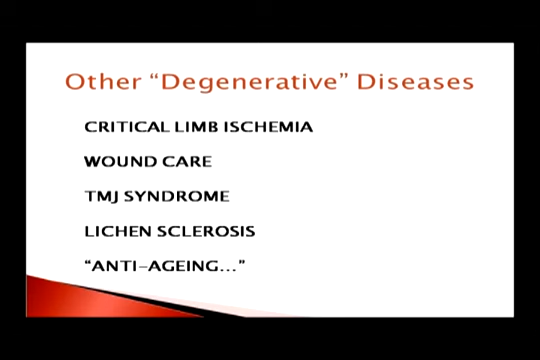 Other “Degenerative” Diseases
CRITICAL LIMB ISCHEMIA
WOUND CARE
TMJ SYNDROME
LICHEN SCLEROSIS
“ANTI-AGEING...”